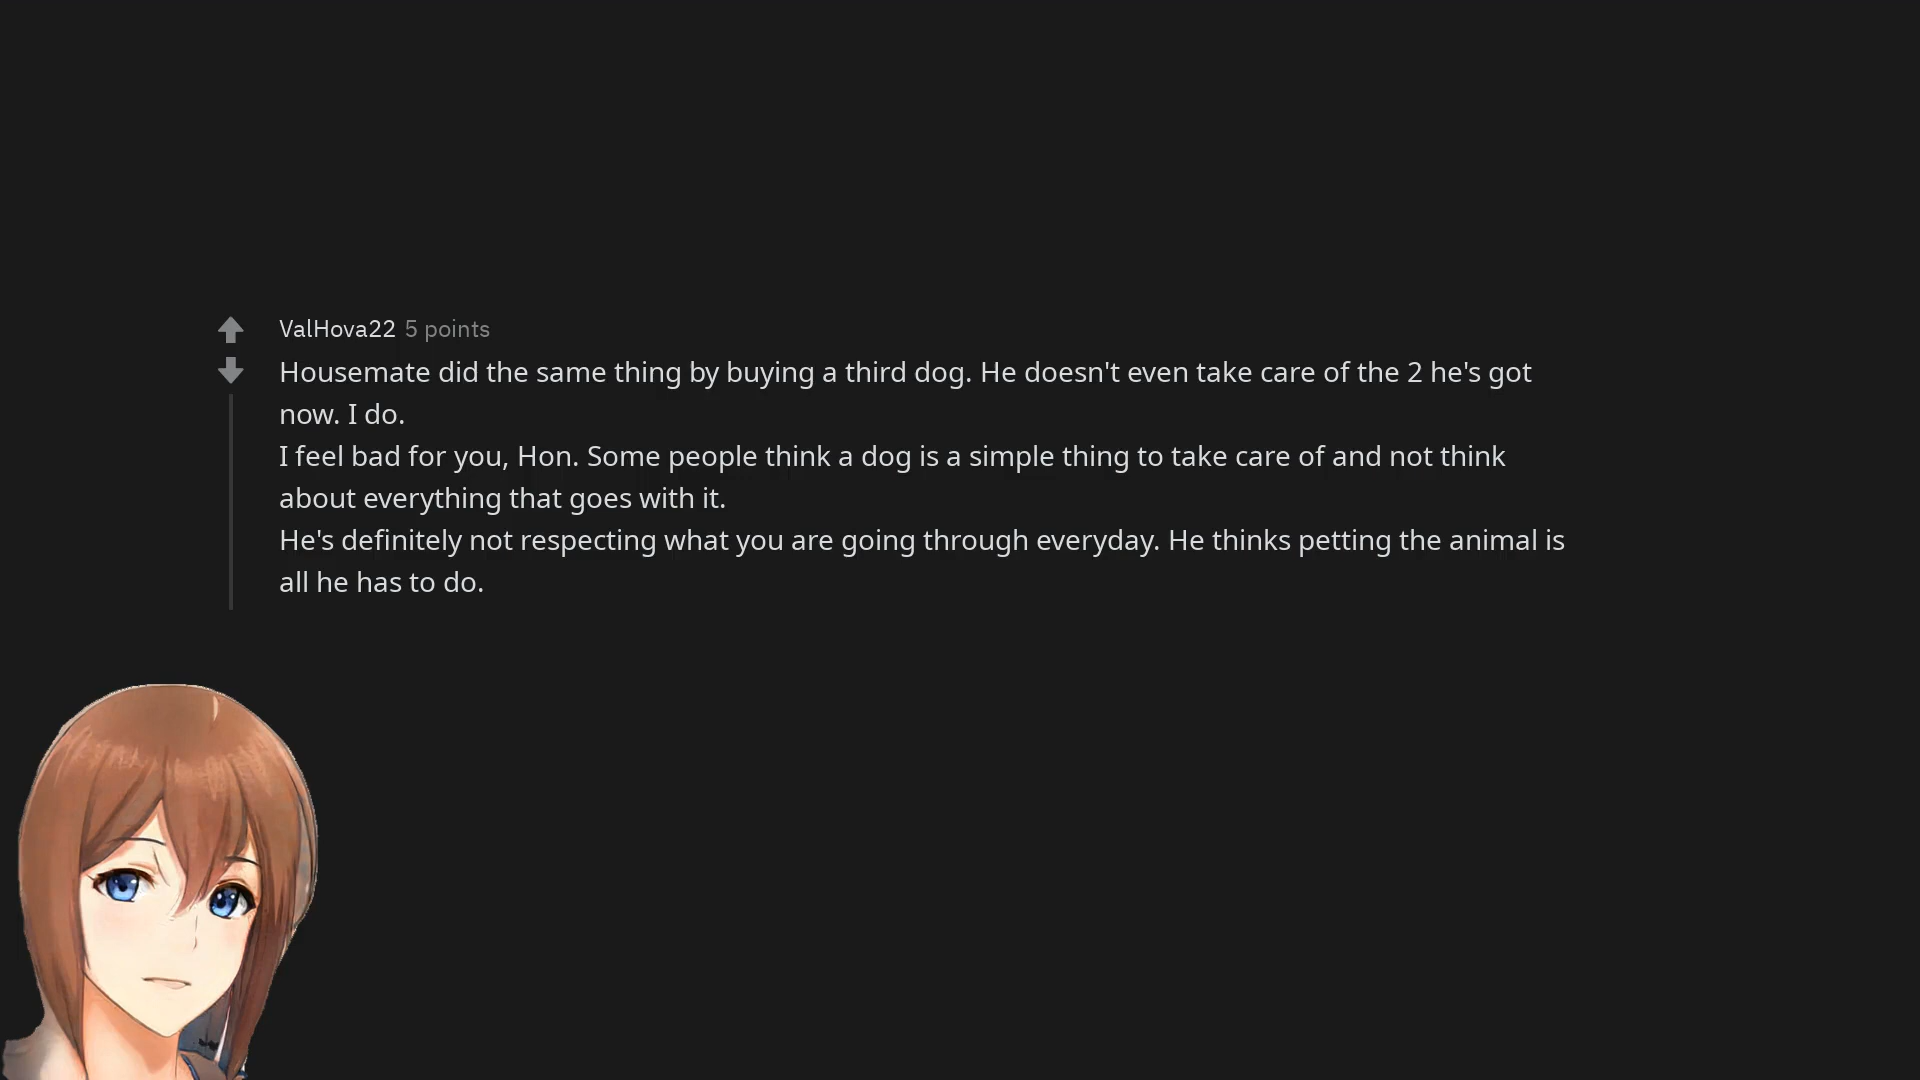 ValHova22 5 points
Housemate did the same thing by buying a third dog. He doesn't even take care of the 2 he's got
now. I do.
I feel bad for you, Hon. Some people think a dog is a simple thing to take care of and not think
about everything that goes with it.
He's definitely not respecting what you are going through everyday. He thinks petting the animal is
all he has to do.